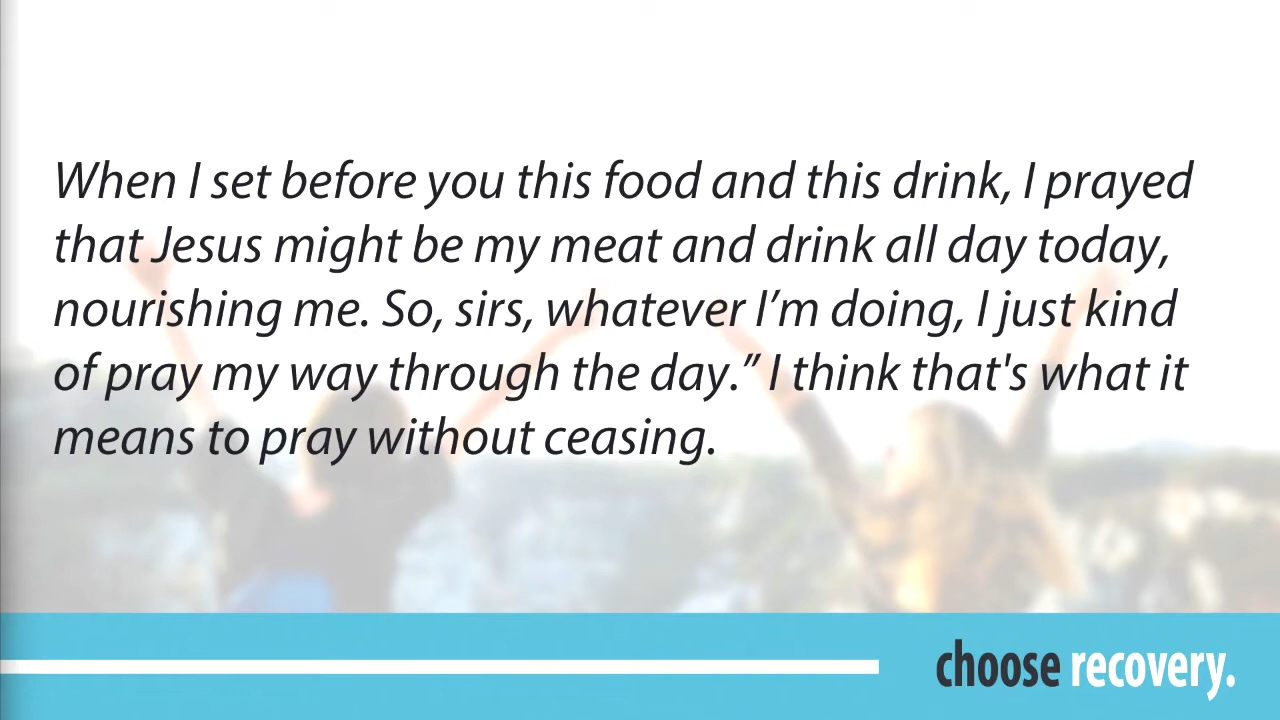 When I set before you this food and this drink, I prayed
that Jesus might be my meat and drink all day today,
nourishing me. So, sirs, whatever I’m doing, I just kind
of pray my way through the day.” I think that's what it
means to pray without ceasing.
choose recovery.